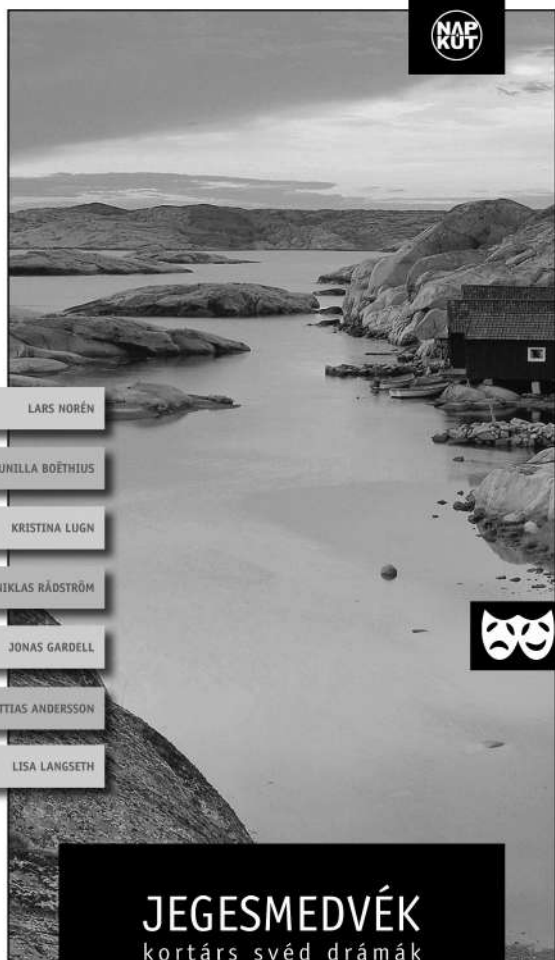 NAP
KÚT
LARS NORÉN
UNILLA BOËTHIUS
KRISTINA LUGN
NIKLAS RÅDSTRÖM
JONAS GARDELL
TTIAS ANDERSSON
LISA LANGSETH
JEGESMEDVÉK
kortárs svéd drámák